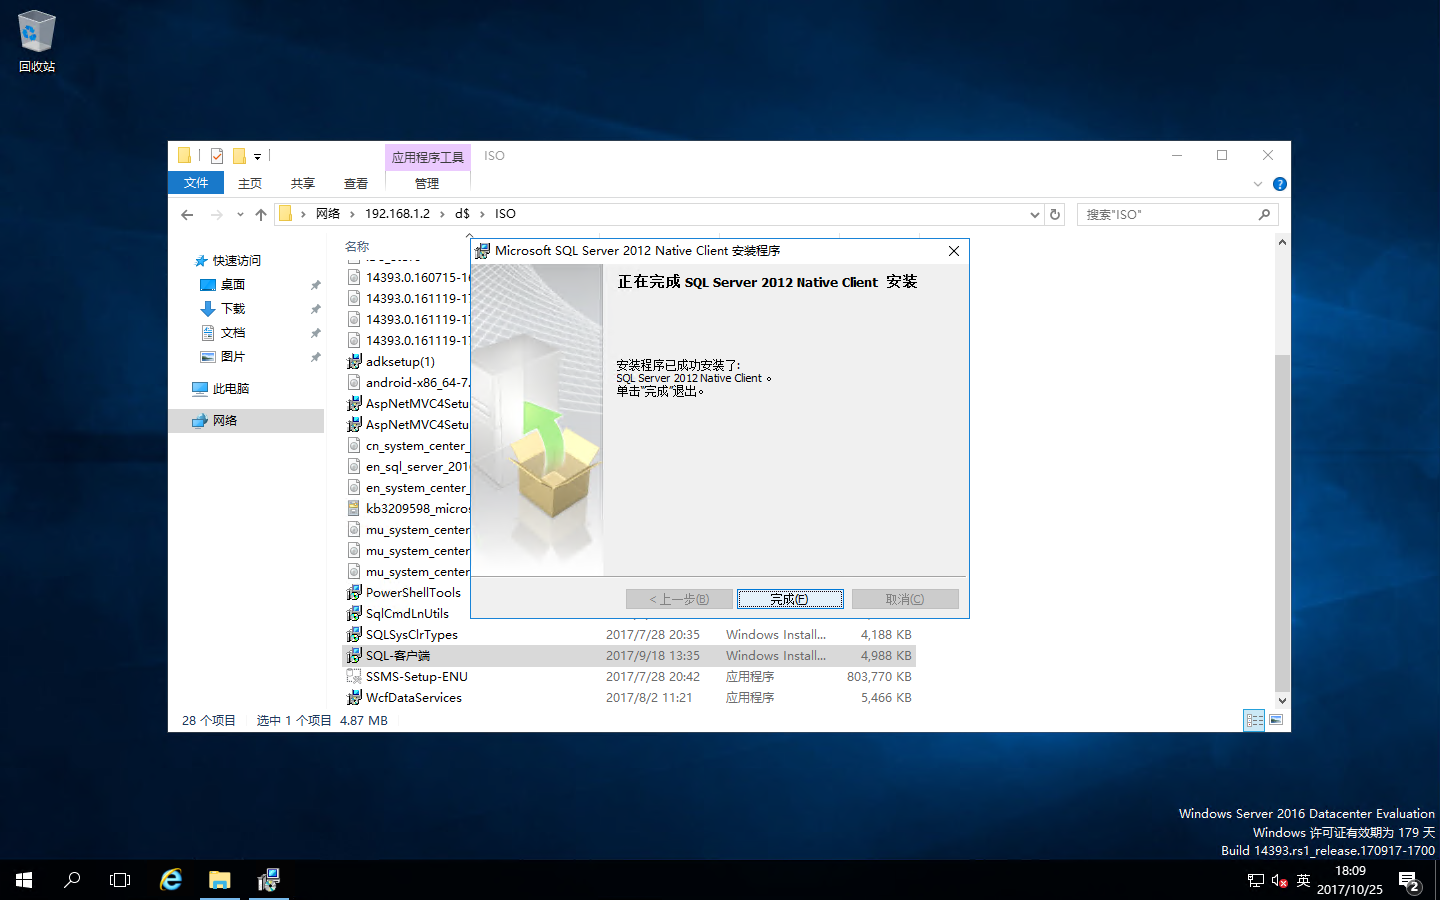 回收站
应用程序工具
ISO
文件
主页
共享
查看
管理
网络
192.168.1.2
d$
ISO
搜索"ISO"
快速访问
桌面
下载
文档
图片
此电脑
网络
名称
14393.0.160715-16
14393.0.161119-17
14393.0.161119-17
14393.0.161119-17
adksetup(1)
android-x86_64-7.
AspNetMVC4Setu
AspNetMVC4Setu
cn_system_center_
en_sql_server_201
en_system_center_
kb3209598_micros
mu_system_center
mu_system_center
mu_system_center
PowerShellTools
SqlCmdLnUtils
SQLSysClrTypes 2017/7/28 20:35 Windows Install... 4,188 KB
SQL-客户端 2017/9/18 13:35 Windows Install... 4,988 KB
SSMS-Setup-ENU 2017/7/28 20:42 应用程序 803,770 KB
WcfDataServices 2017/8/2 11:21 应用程序 5,466 KB
28 个项目 选中 1 个项目 4.87 MB
Microsoft SQL Server 2012 Native Client 安装程序
正在完成 SQL Server 2012 Native Client 安装
安装程序已成功安装了:
SQL Server 2012 Native Client 。
单击"完成"退出。
< 上一步(B)
完成(F)
取消(C)
Windows Server 2016 Datacenter Evaluation
Windows 许可证有效期为 179 天
Build 14393.rs1_release.170917-1700
英
18:09
2017/10/25
2